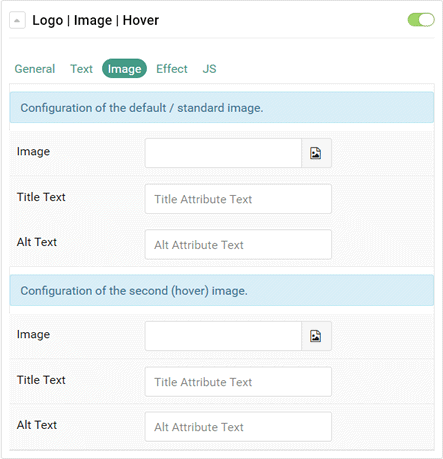 Logo | Image | Hover
General Text Image Effect JS
Configuration of the default / standard image.
Image
Title Text Title Attribute Text
Alt Text Alt Attribute Text
Configuration of the second (hover) image.
Image
Title Text Title Attribute Text
Alt Text Alt Attribute Text